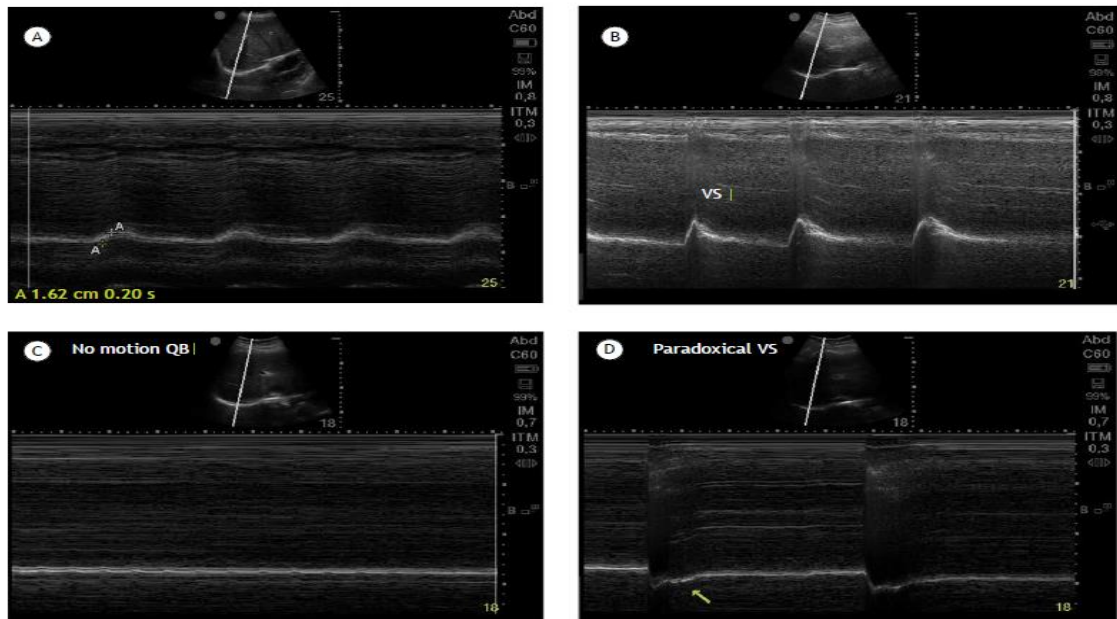 A
Abd
C60
99%
IM
0,8
25
ITM
0,3
B
A
A
25
A 1.62 cm 0.20 s
B
Abd
C60
98%
IM
0,8
21
ITM
0,3
B
VS
21
C
No motion QB
Abd
C60
99%
IM
0,7
18
ITM
0,3
B
18
D
Paradoxical VS
Abd
C60
99%
IM
0,7
18
ITM
0,3
B
18